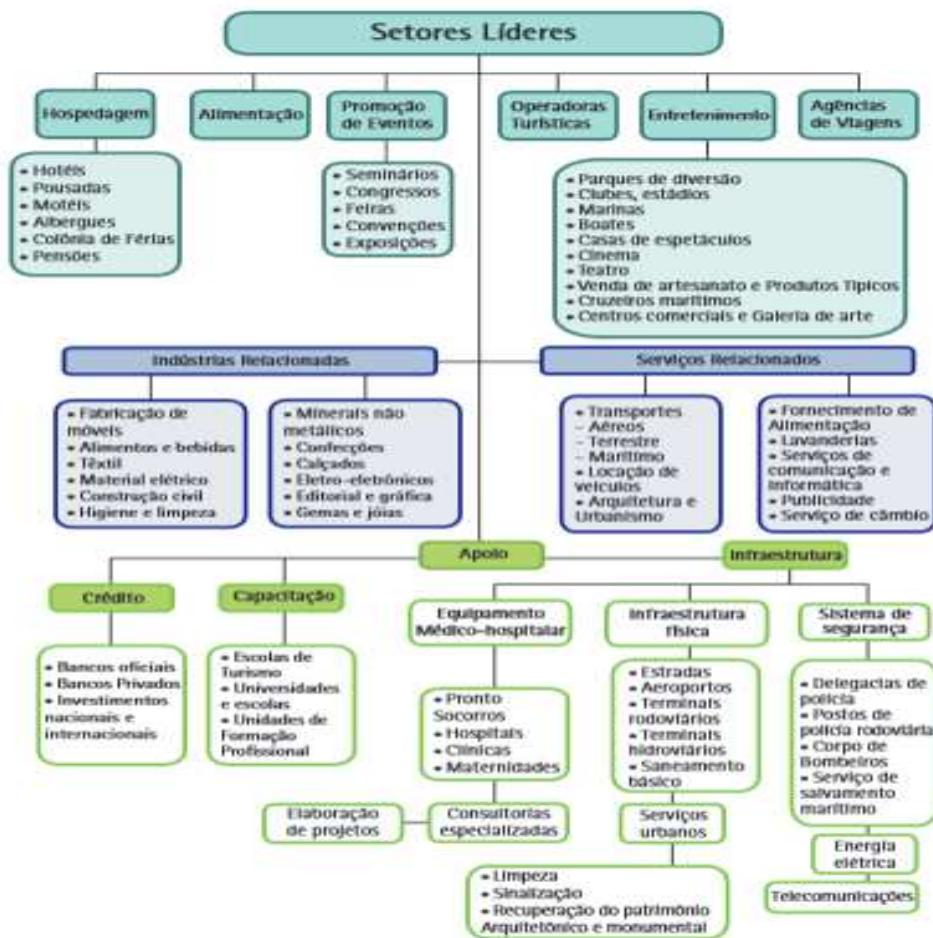 Setores Líderes
Hospedagem
Alimentação
Promoção
de Eventos
Operadoras
Turísticas
Entretenimento
Agências
de Viagens
• Hotéis
• Pousadas
• Motéis
• Albergues
• Colônia de Férias
• Pensões
• Seminários
• Congressos
• Feiras
• Convenções
• Exposições
• Parques de diversão
• Clubes, estádios
• Marinas
• Boates
• Casas de espetáculos
• Cinema
• Teatro
• Venda de artesanato e Produtos Típicos
• Cruzeiros marítimos
• Centros comerciais e Galeria de arte
Indústrias Relacionadas
Serviços Relacionados
• Fabricação de
móveis
• Alimentos e bebidas
• Têxtil
• Material elétrico
• Construção civil
• Higiene e limpeza
• Minerais não
metálicos
• Confecções
• Calçados
• Eletro-eletrônicos
• Editorial e gráfica
• Gemas e jóias
• Transportes
– Aéreos
– Terrestre
– Marítimo
• Locação de
veículos
• Arquitetura e
Urbanismo
• Fornecimento de
Alimentação
• Lavanderias
• Serviços de
comunicação e
informática
• Publicidade
• Serviço de câmbio
Apoio
Infraestrutura
Crédito
Capacitação
Equipamento
Médico-hospitalar
Infraestrutura
física
Sistema de
segurança
• Bancos oficiais
• Bancos Privados
• Investimentos
nacionais e
internacionais
• Escolas de
Turismo
• Universidades
e escolas
• Unidades de
Formação
Profissional
• Pronto
Socorros
• Hospitais
• Clínicas
• Maternidades
• Estradas
• Aeroportos
• Terminais
rodoviários
• Terminais
hidroviários
• Saneamento
básico
• Delegacias de
polícia
• Postos de
polícia rodoviária
• Corpo de
Bombeiros
• Serviço de
salvamento
marítimo
Elaboração
de projetos
Consultorias
especializadas
Serviços
urbanos
Energia
elétrica
• Limpeza
• Sinalização
• Recuperação do patrimônio
Arquitetônico e monumental
Telecomunicações